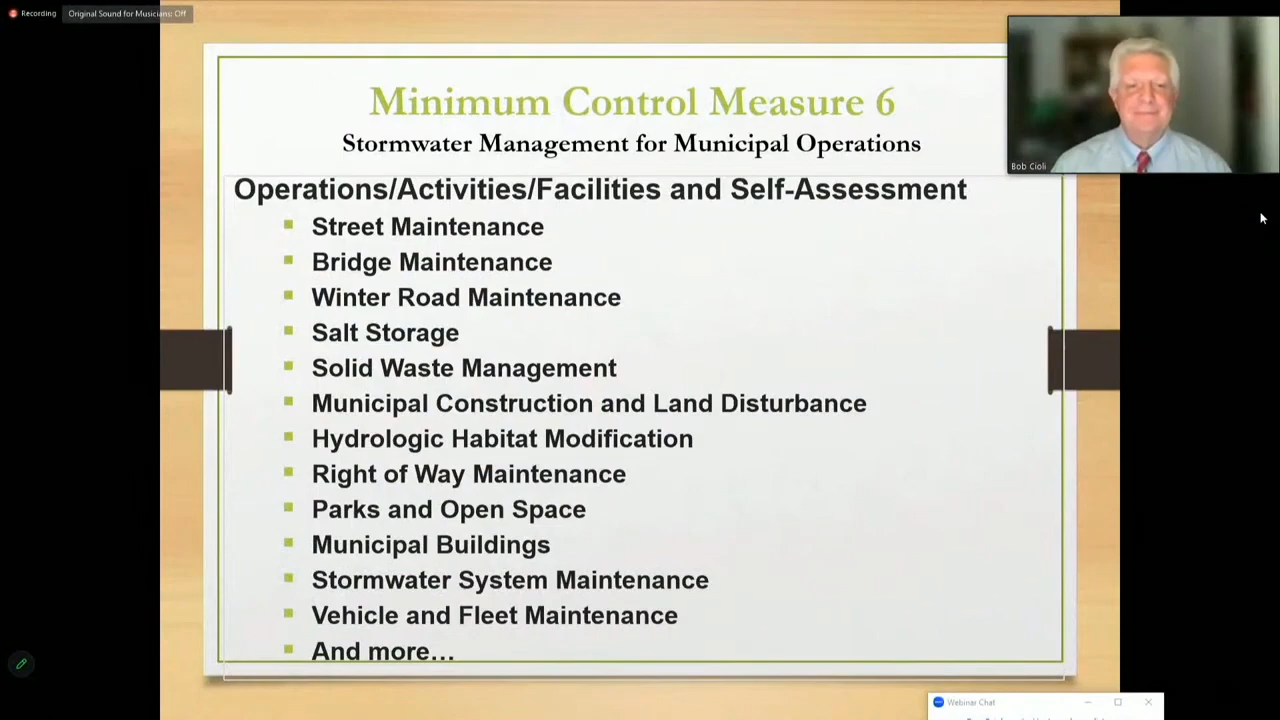 Recording
Original Sound for Musicians: Off
Minimum Control Measure 6
Stormwater Management for Municipal Operations
Bob Cioli
Operations/Activities/Facilities and Self-Assessment
Street Maintenance
Bridge Maintenance
Winter Road Maintenance
Salt Storage
Solid Waste Management
Municipal Construction and Land Disturbance
Hydrologic Habitat Modification
Right of Way Maintenance
Parks and Open Space
Municipal Buildings
Stormwater System Maintenance
Vehicle and Fleet Maintenance
And more…
Webinar Chat